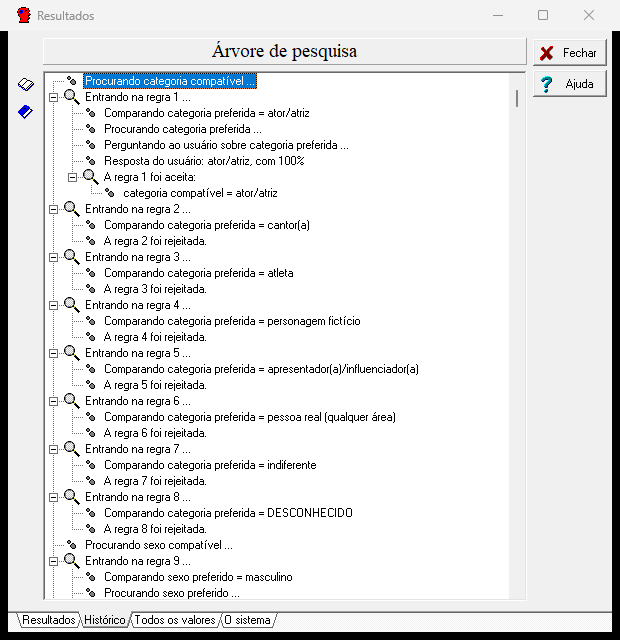 Resultados
Árvore de pesquisa
Fechar
Ajuda
Procurando categoria compatível ...
Entrando na regra 1 ...
Comparando categoria preferida = ator/atriz
Procurando categoria preferida ...
Perguntando ao usuário sobre categoria preferida ...
Resposta do usuário: ator/atriz, com 100%
A regra 1 foi aceita:
categoria compatível = ator/atriz
Entrando na regra 2 ...
Comparando categoria preferida = cantor(a)
A regra 2 foi rejeitada.
Entrando na regra 3 ...
Comparando categoria preferida = atleta
A regra 3 foi rejeitada.
Entrando na regra 4 ...
Comparando categoria preferida = personagem fictício
A regra 4 foi rejeitada.
Entrando na regra 5 ...
Comparando categoria preferida = apresentador(a)/influenciador(a)
A regra 5 foi rejeitada.
Entrando na regra 6 ...
Comparando categoria preferida = pessoa real (qualquer área)
A regra 6 foi rejeitada.
Entrando na regra 7 ...
Comparando categoria preferida = indiferente
A regra 7 foi rejeitada.
Entrando na regra 8 ...
Comparando categoria preferida = DESCONHECIDO
A regra 8 foi rejeitada.
Procurando sexo compatível ...
Entrando na regra 9 ...
Comparando sexo preferido = masculino
Procurando sexo preferido ...
Resultados Histórico Todos os valores O sistema